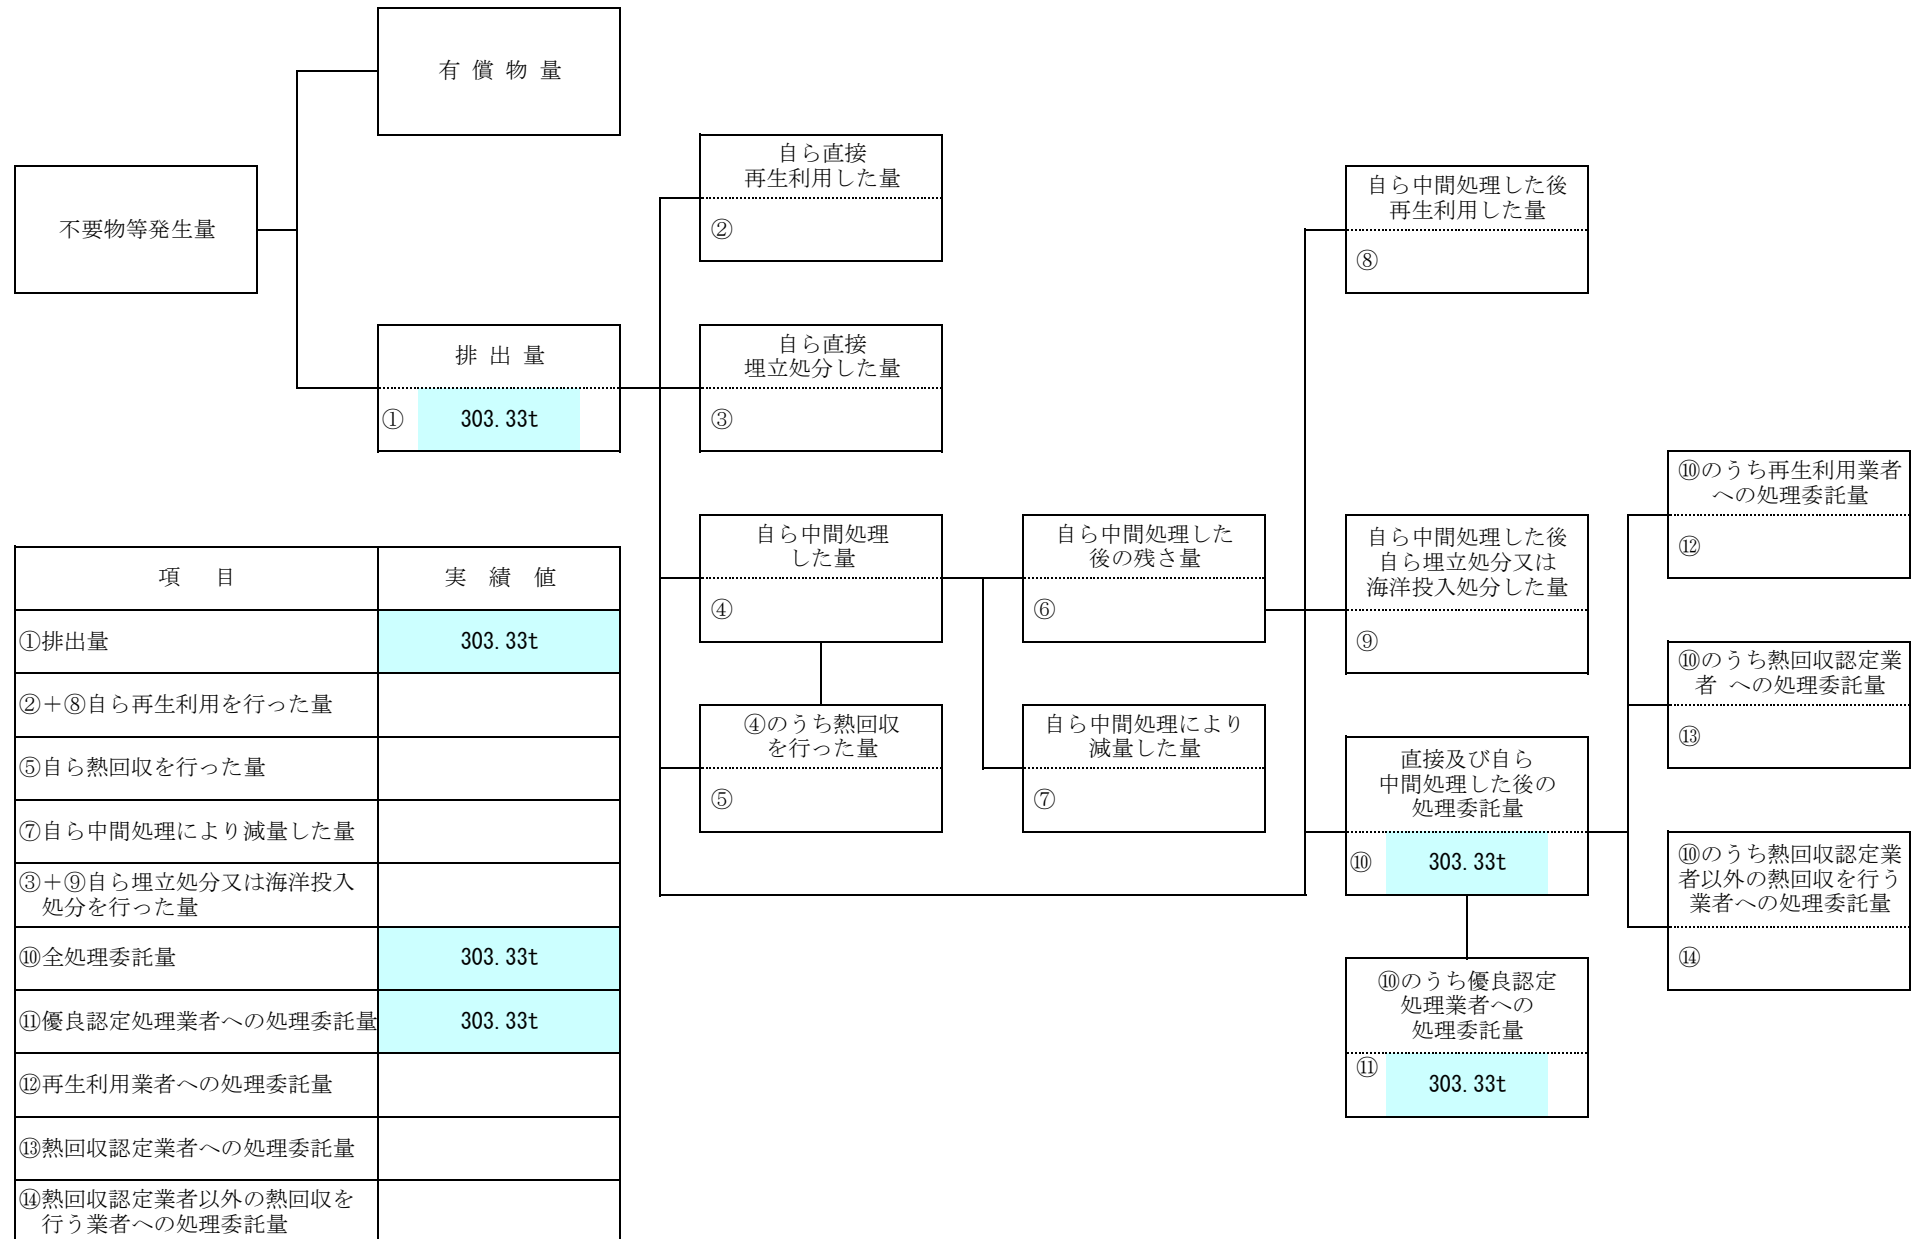 有 償 物 量
不要物等発生量
排 出 量
① 303.33t
自ら直接
再生利用した量
②
自ら直接
埋立処分した量
③
自ら中間処理
した量
④
④のうち熱回収
を行った量
⑤
自ら中間処理した
後の残さ量
⑥
自ら中間処理により
減量した量
⑦
自ら中間処理した後
再生利用した量
⑧
自ら中間処理した後
自ら埋立処分又は
海洋投入処分した量
⑨
直接及び自ら
中間処理した後の
処理委託量
⑩ 303.33t
⑩のうち優良認定
処理業者への
処理委託量
⑪ 303.33t
⑩のうち再生利用業者
への処理委託量
⑫
⑩のうち熱回収認定業
者 への処理委託量
⑬
⑩のうち熱回収認定業
者以外の熱回収を行う
業者への処理委託量
⑭
項 目 実 績 値
①排出量 303.33t
②＋⑧自ら再生利用を行った量
⑤自ら熱回収を行った量
⑦自ら中間処理により減量した量
③＋⑨自ら埋立処分又は海洋投入
処分を行った量
⑩全処理委託量 303.33t
⑪優良認定処理業者への処理委託量 303.33t
⑫再生利用業者への処理委託量
⑬熱回収認定業者への処理委託量
⑭熱回収認定業者以外の熱回収を
行う業者への処理委託量